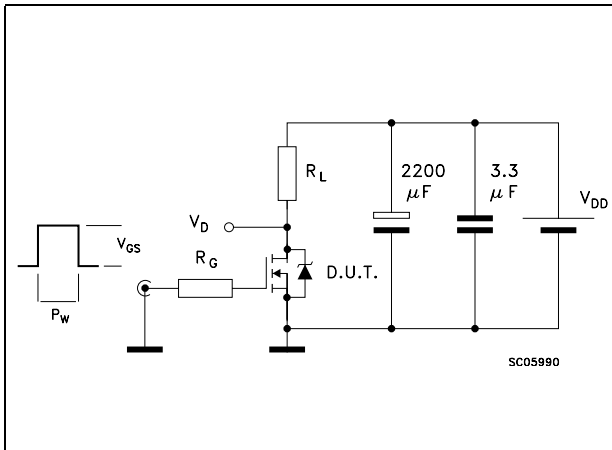 R_L
2200 μF
3.3 μF
V_DD
V_D
V_GS
R_G
D.U.T.
P_W
SC05990